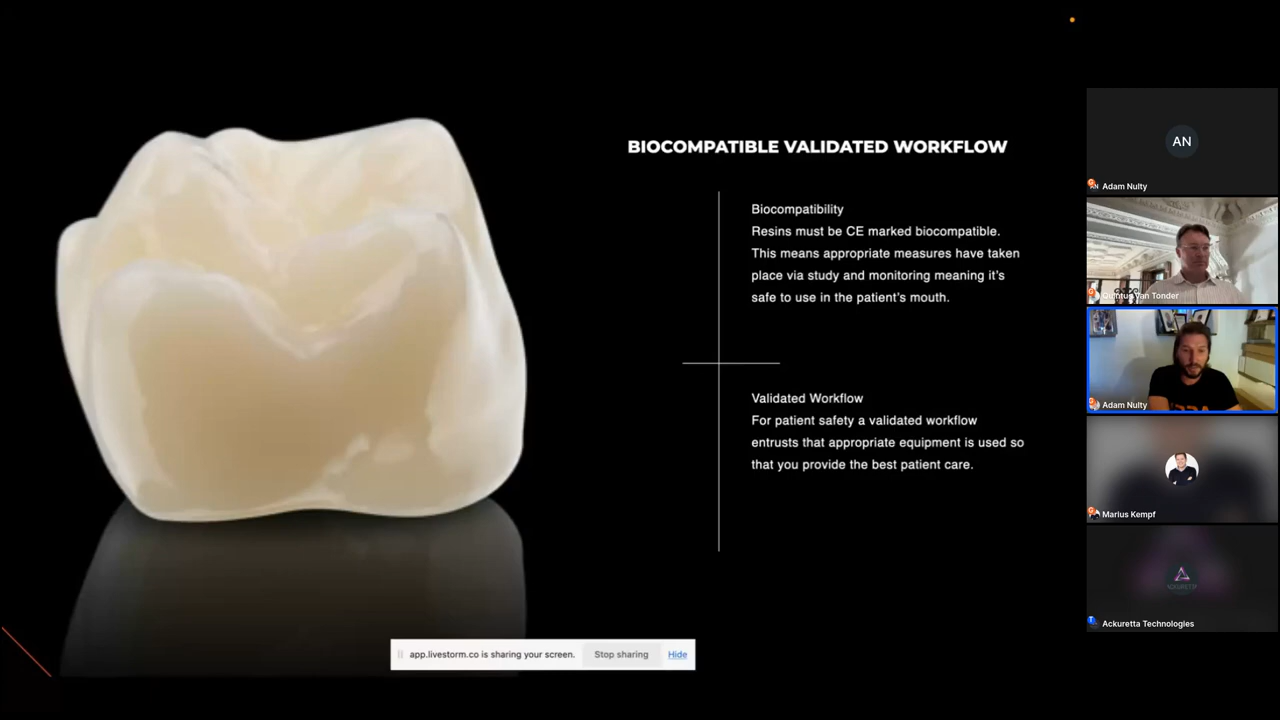 BIOCOMPATIBLE VALIDATED WORKFLOW
Biocompatibility
Resins must be CE marked biocompatible.
This means appropriate measures have taken
place via study and monitoring meaning it's
safe to use in the patient's mouth.
Validated Workflow
For patient safety a validated workflow
entrusts that appropriate equipment is used so
that you provide the best patient care.
app.livestorm.co is sharing your screen.
Stop sharing
Hide
AN
Adam Nulty
Quintus van Tonder
Adam Nulty
Marius Kempf
Ackuretta Technologies